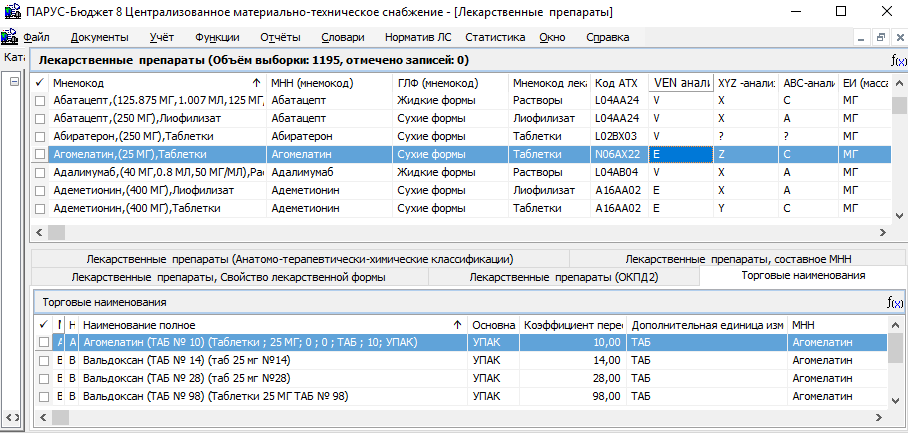 ПАРУС-Бюджет 8 Централизованное материально-техническое снабжение - [Лекарственные препараты]
Файл Документы Учёт Функции Отчёты Словари Норматив ЛС Статистика Окно Справка
Ката
Лекарственные препараты (Объём выборки: 1195, отмечено записей: 0) f(x)
✓ Мнемокод МНН (мнемокод) ГЛФ (мнемокод) Мнемокод лека Код АТХ VEN анали XYZ -анали ABC-анали ЕИ (масса
Абатацепт,(125.875 МГ,1.007 МЛ,125 МГ, Абатацепт Жидкие формы Растворы L04AA24 V X C МГ
Абатацепт,(250 МГ),Лиофилизат Абатацепт Сухие формы Лиофилизат L04AA24 V X A МГ
Абиратерон,(250 МГ),Таблетки Абиратерон Сухие формы Таблетки L02BX03 V ? ? МГ
Агомелатин,(25 МГ),Таблетки Агомелатин Сухие формы Таблетки N06AX22 E Z C МГ
Адалимумаб,(40 МГ,0.8 МЛ,50 МГ/МЛ),Рас Адалимумаб Жидкие формы Растворы L04AB04 V X A МГ
Адеметионин,(400 МГ),Лиофилизат Адеметионин Сухие формы Лиофилизат A16AA02 E X A МГ
Адеметионин,(400 МГ),Таблетки Адеметионин Сухие формы Таблетки A16AA02 E Y C МГ
Лекарственные препараты (Анатомо-терапевтически-химические классификации) Лекарственные препараты, составное МНН
Лекарственные препараты, Свойство лекарственной формы Лекарственные препараты (ОКПД2) Торговые наименования
Торговые наименования f(x)
✓ Н Наименование полное Основна Коэффициент пере Дополнительная единица изм МНН
А А Агомелатин (ТАБ № 10) (Таблетки ; 25 МГ; 0 ; 0 ; ТАБ ; 10; УПАК) УПАК 10,00 ТАБ Агомелатин
В В Вальдоксан (ТАБ № 14) (таб 25 мг №14) УПАК 14,00 ТАБ Агомелатин
В В Вальдоксан (ТАБ № 28) (таб 25 мг №28) УПАК 28,00 ТАБ Агомелатин
В В Вальдоксан (ТАБ № 98) (Таблетки 25 МГ ТАБ № 98) УПАК 98,00 ТАБ Агомелатин